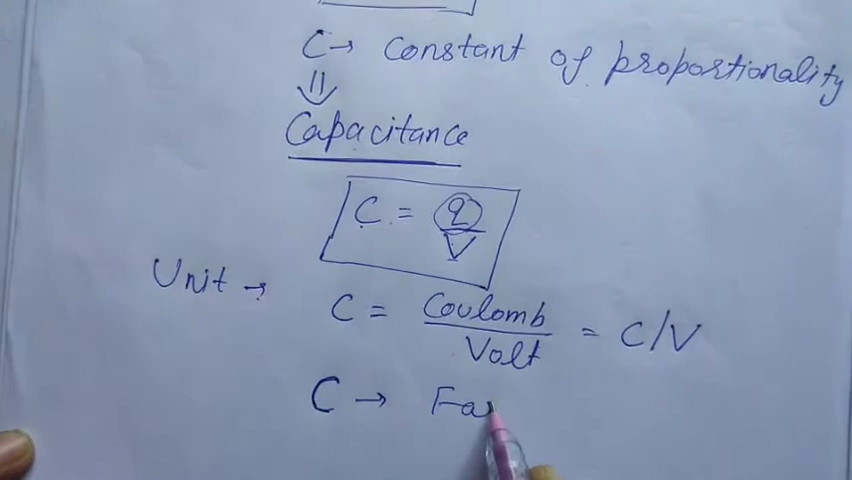 C → Constant of proportionality
⇓
Capacitance
C = q/V
Unit →
C = Coulomb/Volt = C/V
C → Fa